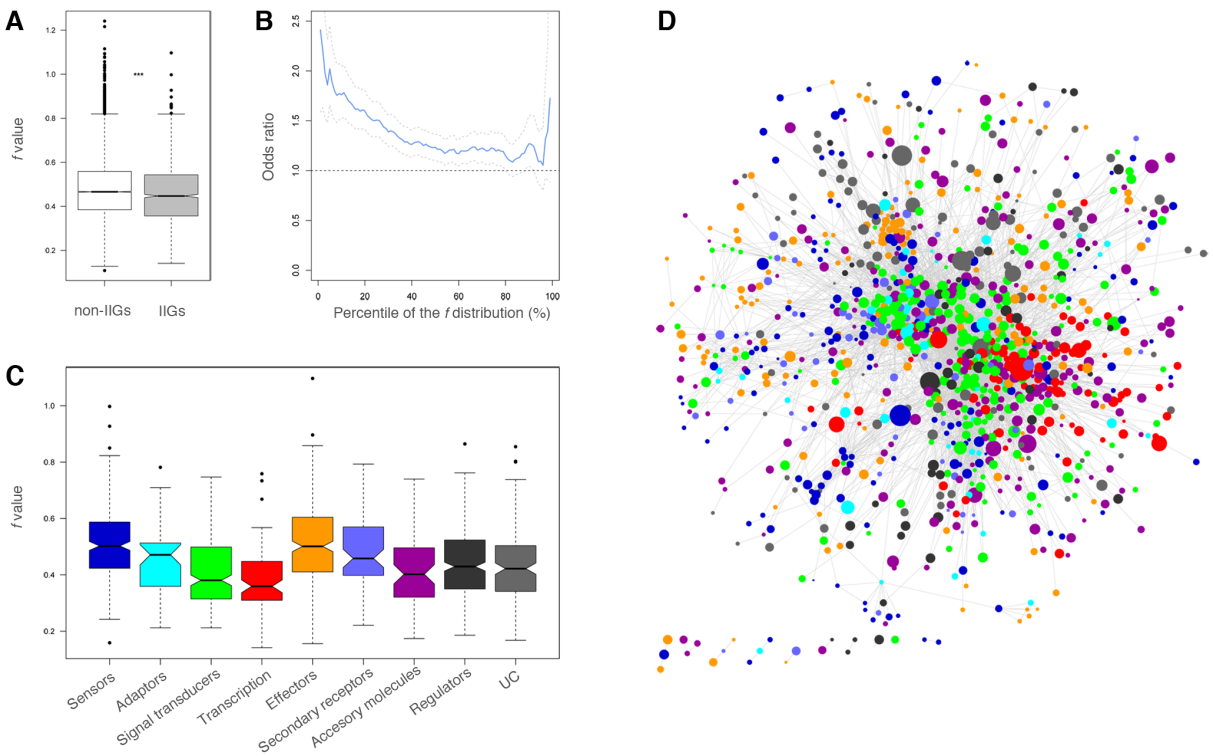 A
1.2
1.0
0.8
0.6
0.4
0.2
f value
***
non-IIGs
IIGs
B
2.5
2.0
1.5
1.0
0.5
0.0
Odds ratio
0
20
40
60
80
100
Percentile of the f distribution (%)
C
1.0
0.8
0.6
0.4
0.2
f value
Sensors
Adaptors
Signal transducers
Transcription
Effectors
Secondary receptors
Accesory molecules
Regulators
UC
D